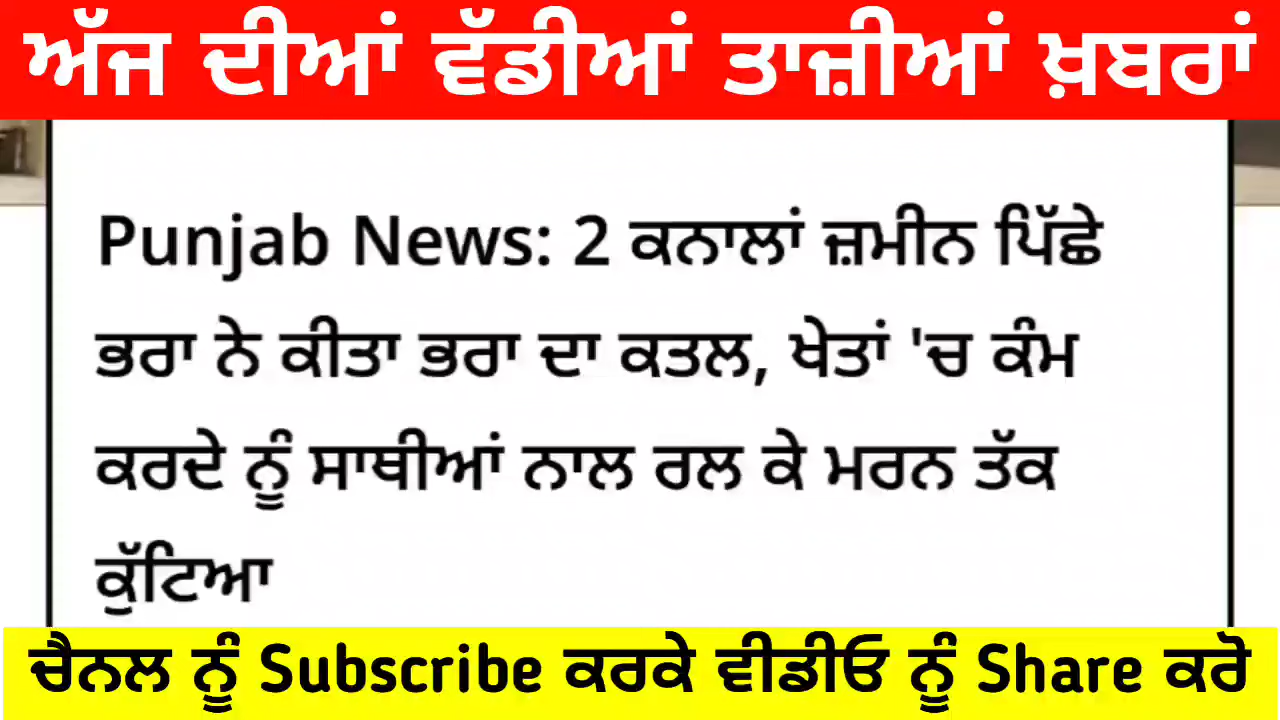 ਅੱਜ ਦੀਆਂ ਵੱਡੀਆਂ ਤਾਜ਼ੀਆਂ ਖ਼ਬਰਾਂ
Punjab News: 2 ਕਨਾਲਾਂ ਜ਼ਮੀਨ ਪਿੱਛੇ
ਭਰਾ ਨੇ ਕੀਤਾ ਭਰਾ ਦਾ ਕਤਲ, ਖੇਤਾਂ 'ਚ ਕੰਮ
ਕਰਦੇ ਨੂੰ ਸਾਥੀਆਂ ਨਾਲ ਰਲ ਕੇ ਮਰਨ ਤੱਕ
ਕੁੱਟਿਆ
ਚੈਨਲ ਨੂੰ Subscribe ਕਰਕੇ ਵੀਡੀਓ ਨੂੰ Share ਕਰੋ